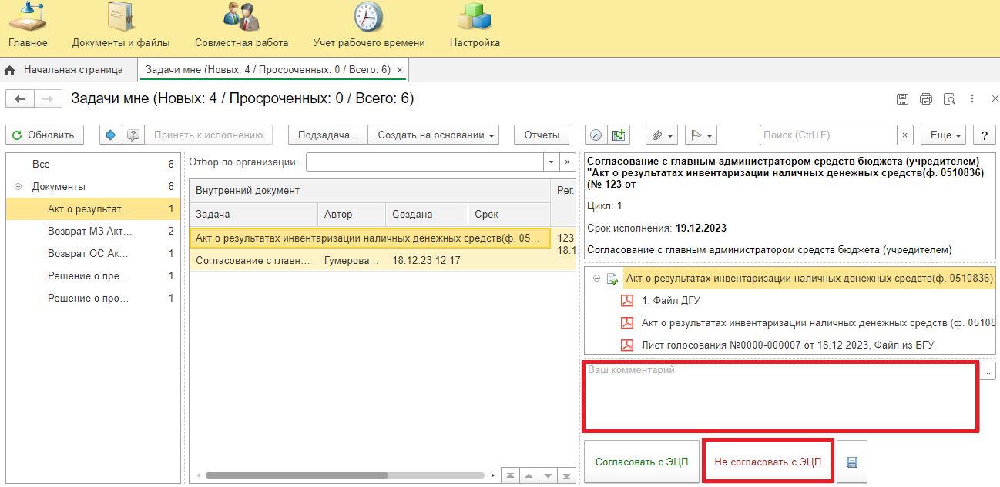 Главное
Документы и файлы
Совместная работа
Учет рабочего времени
Настройка
Начальная страница
Задачи мне (Новых: 4 / Просроченных: 0 / Всего: 6) ×
Задачи мне (Новых: 4 / Просроченных: 0 / Всего: 6)
Обновить
Принять к исполнению
Подзадача...
Создать на основании
Отчеты
Поиск (Ctrl+F)
×
Еще
?
Все 6
Документы 6
Акт о результат... 1
Возврат МЗ Акт... 2
Возврат ОС Ак... 1
Решение о пре... 1
Решение о про... 1
Отбор по организации:
×
Внутренний документ
Рег.
Задача Автор Создана Срок
Акт о результатах инвентаризации наличных денежных средств(ф. 05... 123
18.1
Согласование с главн... Гумерова... 18.12.23 12:17
Согласование с главным администратором средств бюджета (учредителем)
"Акт о результатах инвентаризации наличных денежных средств(ф. 0510836)
(№ 123 от
Цикл: 1
Срок исполнения: 19.12.2023
Согласование с главным администратором средств бюджета (учредителем)
Акт о результатах инвентаризации наличных денежных средств(ф. 0510836)
1, Файл ДГУ
Акт о результатах инвентаризации наличных денежных средств (ф. 05108
Лист голосования №0000-000007 от 18.12.2023, Файл из БГУ
Ваш комментарий
...
Согласовать с ЭЦП
Не согласовать с ЭЦП